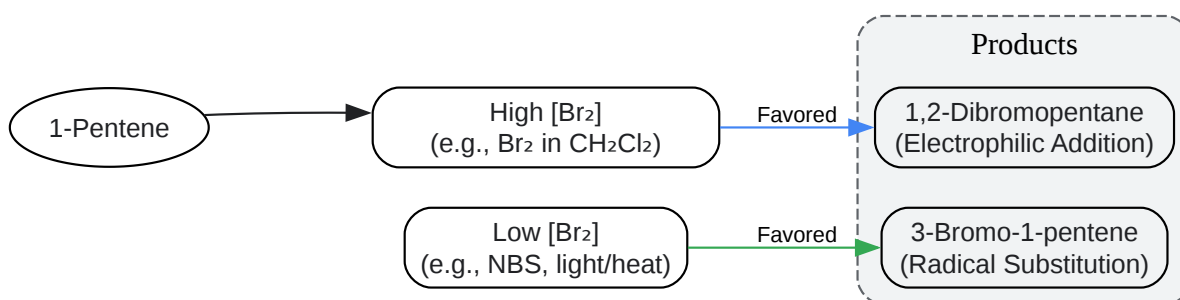 Products
1-Pentene
High [Br₂]
(e.g., Br₂ in CH₂Cl₂)
Favored
1,2-Dibromopentane
(Electrophilic Addition)
Low [Br₂]
(e.g., NBS, light/heat)
Favored
3-Bromo-1-pentene
(Radical Substitution)